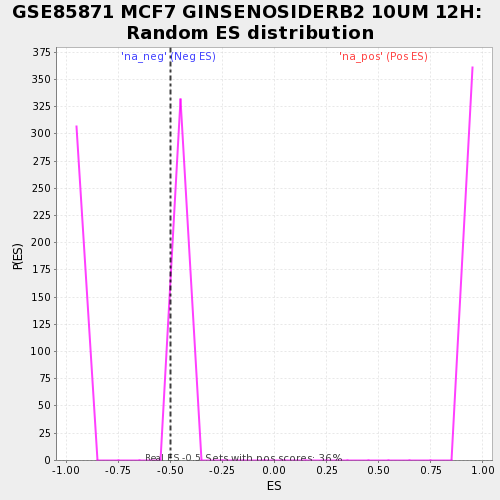 GSE85871 MCF7 GINSENOSIDERB2 10UM 12H:
Random ES distribution
'na_neg' (Neg ES) 'na_pos' (Pos ES)
375
350
325
300
275
250
225
200
175
150
125
100
75
50
25
0
P(ES)
Real ES -0.5 Sets with pos scores: 36%
-1.00 -0.75 -0.50 -0.25 0.00 0.25 0.50 0.75 1.00
ES